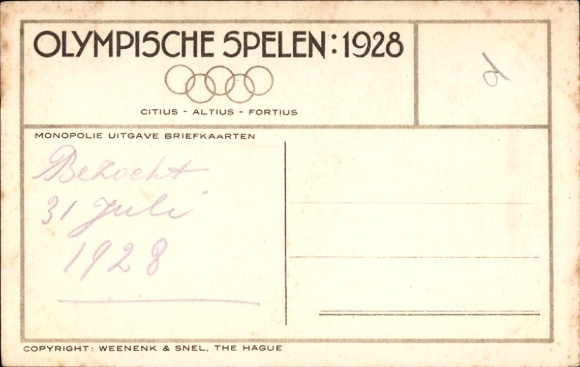 OLYMPISCHE SPELEN: 1928
CITIUS - ALTIUS - FORTIUS
MONOPOLIE UITGAVE BRIEFKAARTEN
Bezocht
31 Juli
1928
COPYRIGHT: WEENENK & SNEL, THE HAGUE